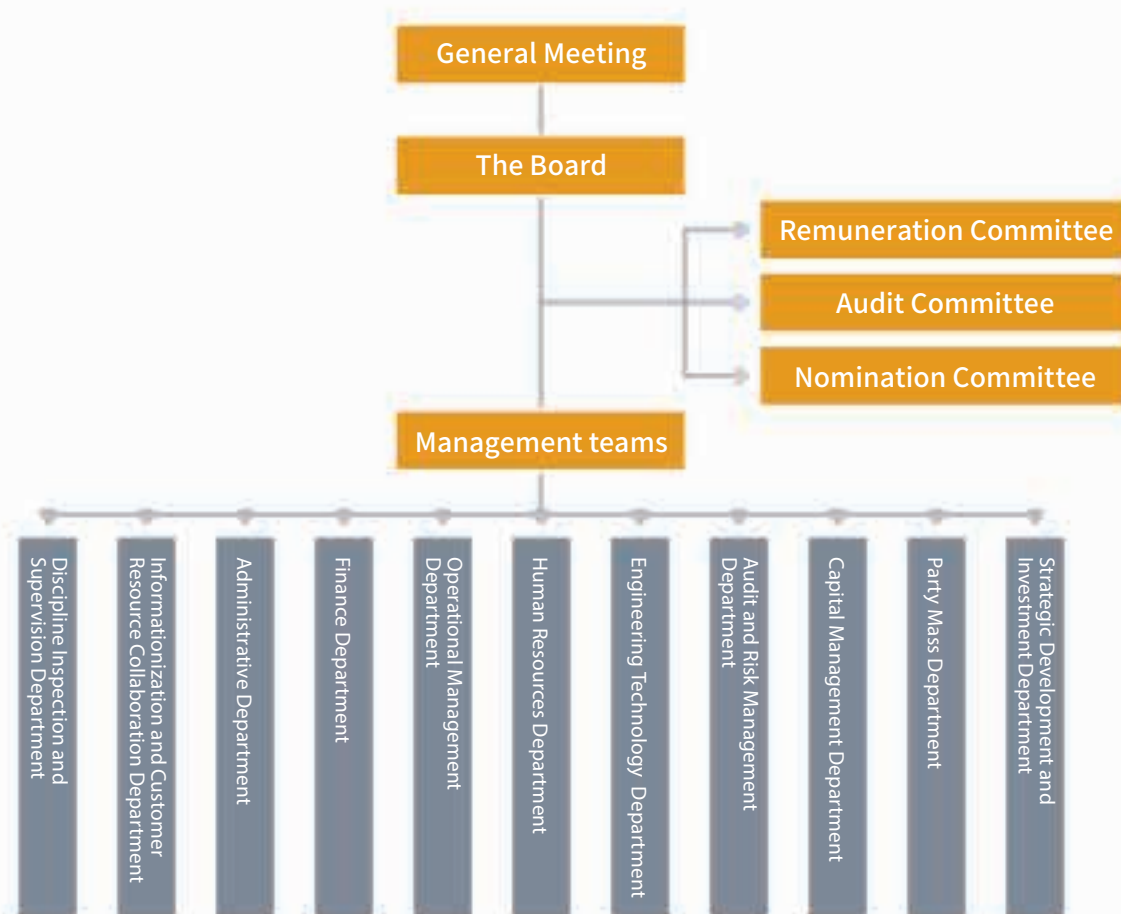 General Meeting
The Board
Remuneration Committee
Audit Committee
Nomination Committee
Management teams
Discipline Inspection and
Supervision Department
Informationization and Customer
Resource Collaboration Department
Administrative Department
Finance Department
Operational Management
Department
Human Resources Department
Engineering Technology Department
Audit and Risk Management
Department
Capital Management Department
Party Mass Department
Strategic Development and
Investment Department